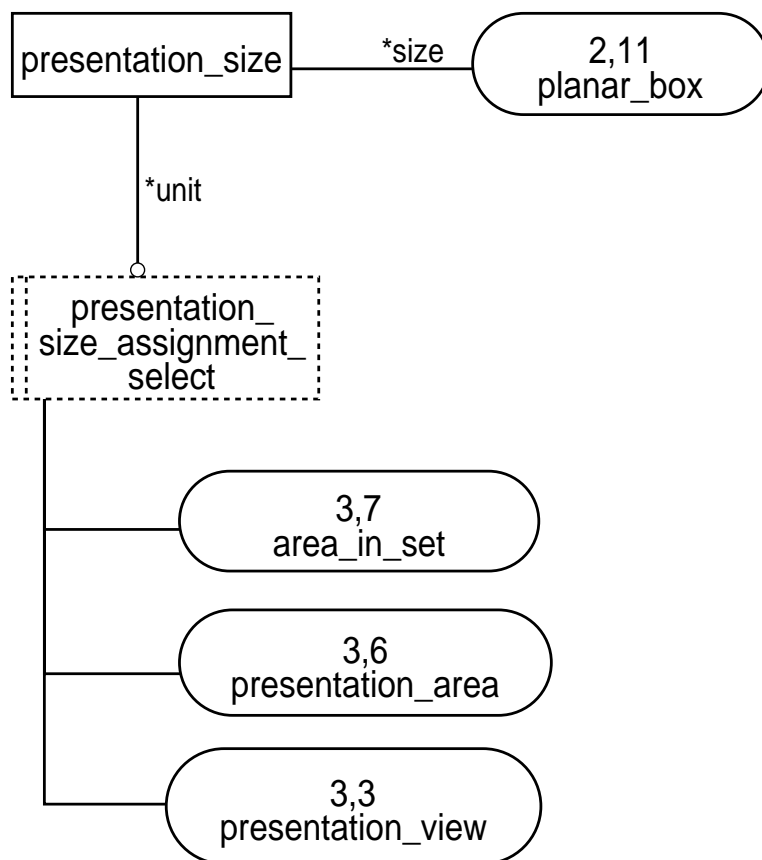 presentation_size
*size
2,11
planar_box
*unit
presentation_
size_assignment_
select
3,7
area_in_set
3,6
presentation_area
3,3
presentation_view